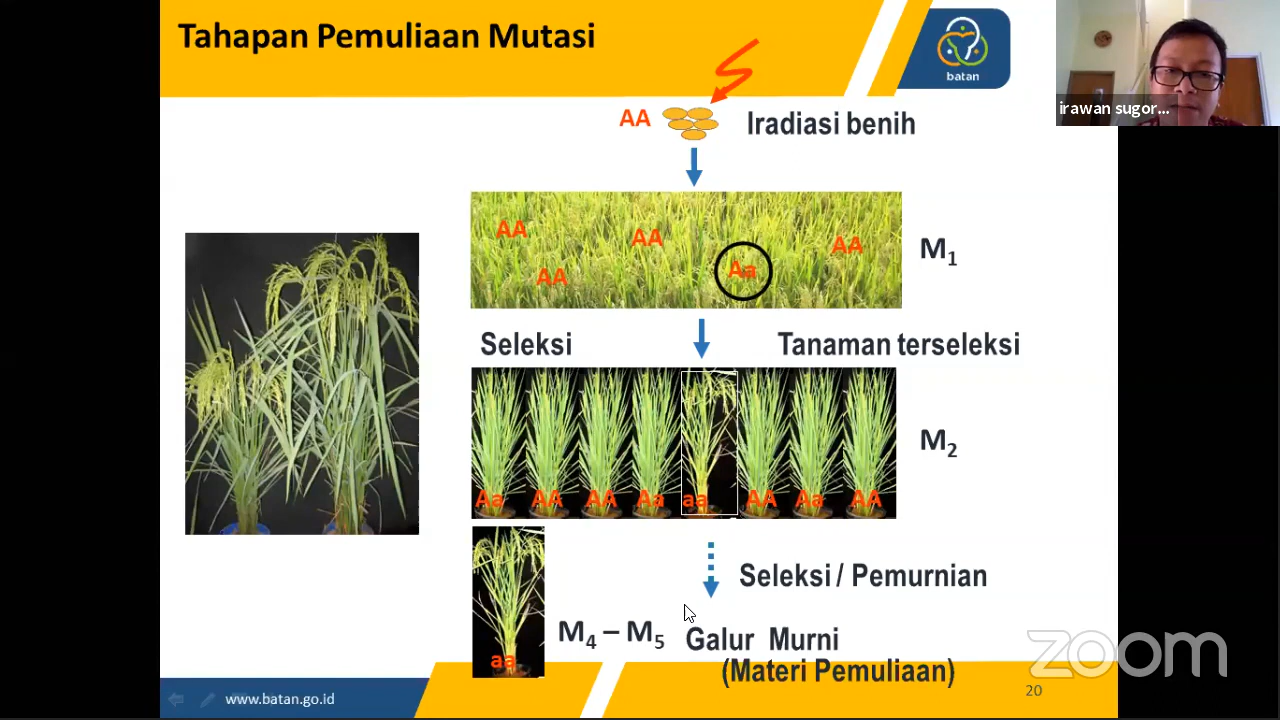 Tahapan Pemuliaan Mutasi
batan
irawan sugor...
AA
Iradiasi benih
AA
AA
AA
AA
Aa
M1
Seleksi
Tanaman terseleksi
Aa AA AA Aa aa AA Aa AA
M2
Seleksi / Pemurnian
aa
M4 – M5
Galur Murni
(Materi Pemuliaan)
zoom
www.batan.go.id
20